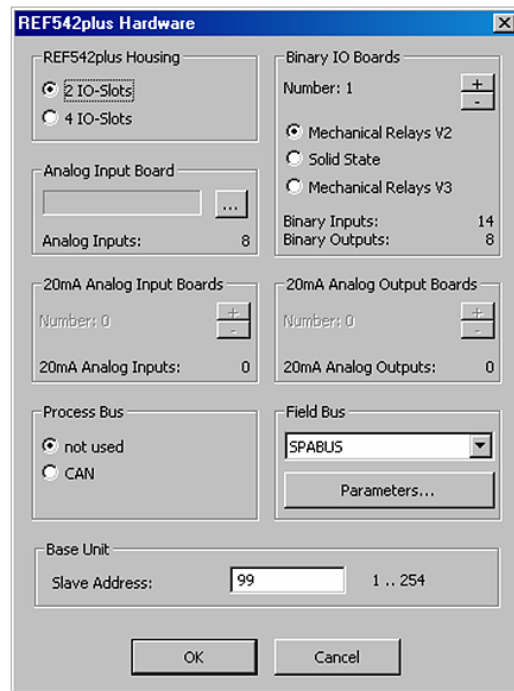 REF542plus Hardware
REF542plus Housing
2 IO-Slots
4 IO-Slots
Binary IO Boards
Number: 1
+
-
Mechanical Relays V2
Solid State
Mechanical Relays V3
Binary Inputs: 14
Binary Outputs: 8
Analog Input Board
...
Analog Inputs: 8
20mA Analog Input Boards
Number: 0
+
-
20mA Analog Inputs: 0
20mA Analog Output Boards
Number: 0
+
-
20mA Analog Outputs: 0
Process Bus
not used
CAN
Field Bus
SPABUS
Parameters...
Base Unit
Slave Address: 99 1 .. 254
OK Cancel